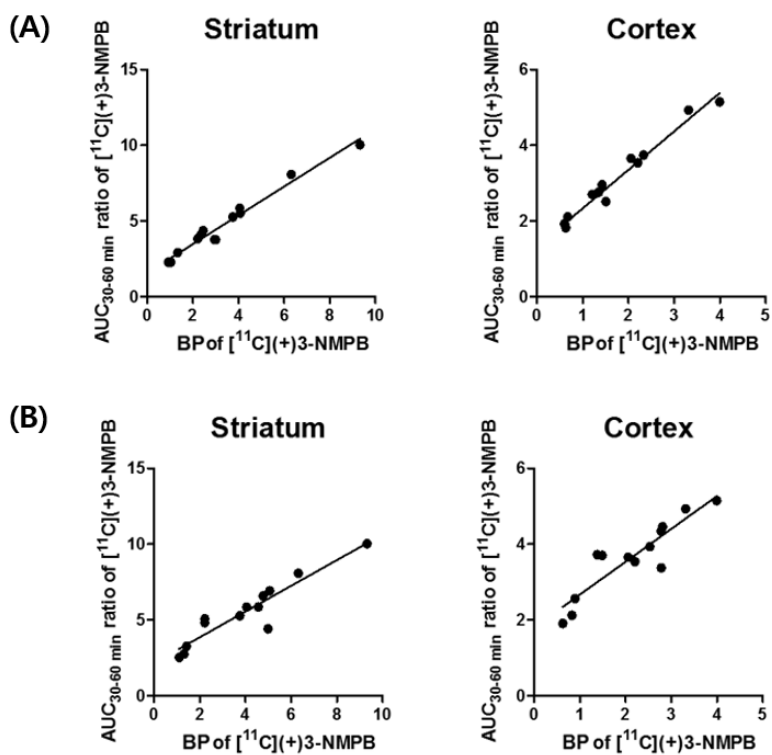 (A)
Striatum
Cortex
AUC30-60 min ratio of [¹¹C](+)3-NMPB
15
10
5
0
0 2 4 6 8 10
BP of [¹¹C](+)3-NMPB
AUC30-60 min ratio of [¹¹C](+)3-NMPB
6
4
2
0
0 1 2 3 4 5
BP of [¹¹C](+)3-NMPB
(B)
Striatum
Cortex
AUC30-60 min ratio of [¹¹C](+)3-NMPB
15
10
5
0
0 2 4 6 8 10
BP of [¹¹C](+)3-NMPB
AUC30-60 min ratio of [¹¹C](+)3-NMPB
6
4
2
0
0 1 2 3 4 5
BP of [¹¹C](+)3-NMPB